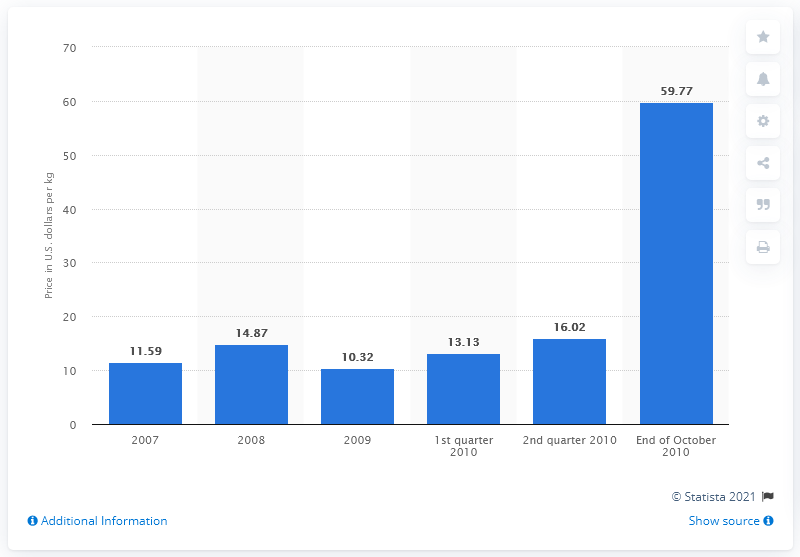 70
60
50
40
30
20
10
0
Price in U.S. dollars per kg
11.59
14.87
10.32
13.13
16.02
59.77
2007
2008
2009
1st quarter
2010
2nd quarter 2010
End of October
2010
© Statista 2021
Additional Information
Show source